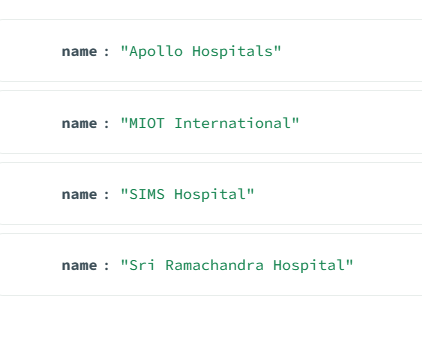 name : "Apollo Hospitals"
name : "MIOT International"
name : "SIMS Hospital"
name : "Sri Ramachandra Hospital"